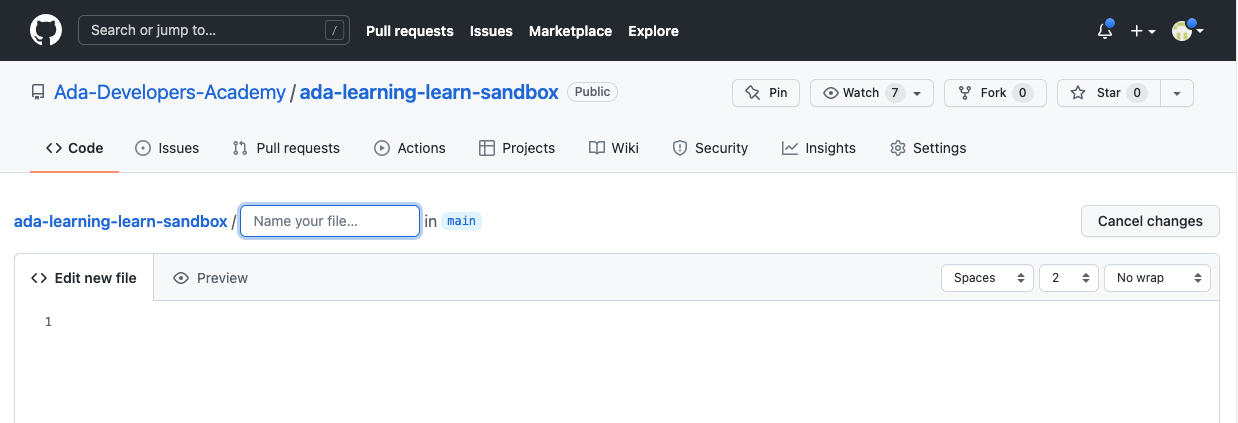 Search or jump to... / Pull requests Issues Marketplace Explore
Ada-Developers-Academy / ada-learning-learn-sandbox Public Pin Watch 7 Fork 0 Star 0
Code Issues Pull requests Actions Projects Wiki Security Insights Settings
ada-learning-learn-sandbox / Name your file... in main Cancel changes
<> Edit new file Preview Spaces 2 No wrap
1